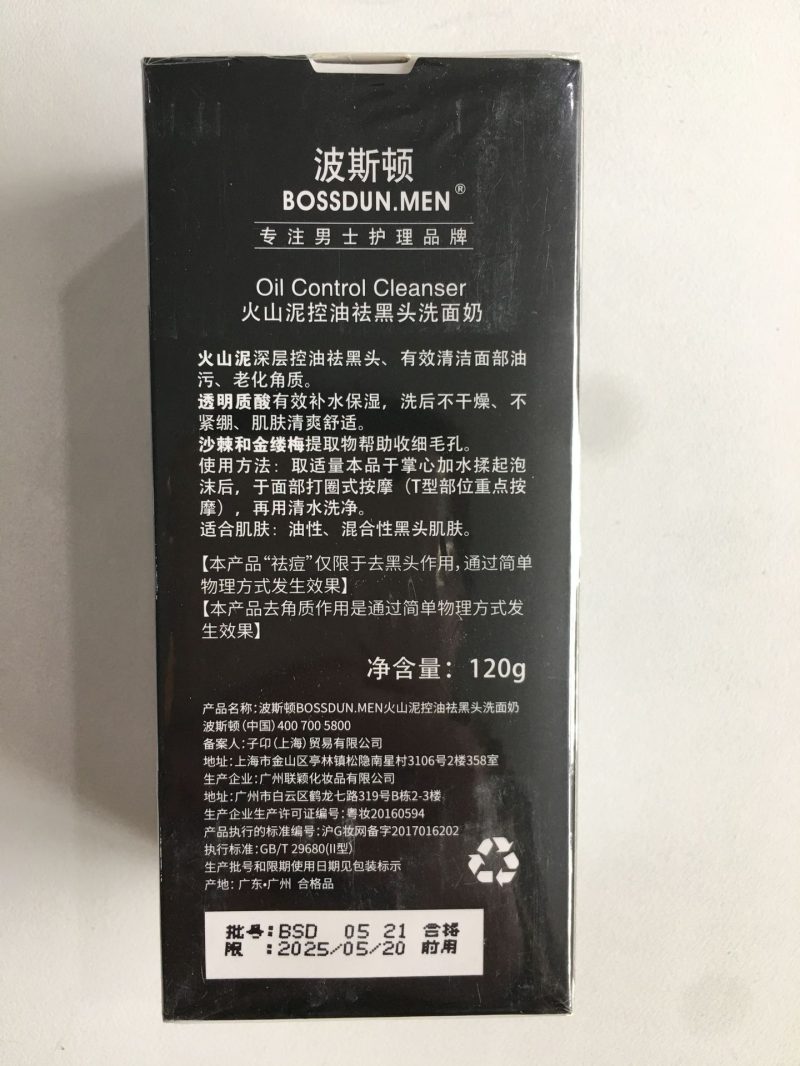 波斯顿
BOSSDUN.MEN®
专注男士护理品牌
Oil Control Cleanser
火山泥控油祛黑头洗面奶
火山泥深层控油祛黑头、有效清洁面部油
污、老化角质。
透明质酸有效补水保湿，洗后不干燥、不
紧绷、肌肤清爽舒适。
沙棘和金缕梅提取物帮助收细毛孔。
使用方法：取适量本品于掌心加水揉起泡
沫后，于面部打圈式按摩（T型部位重点按
摩），再用清水洗净。
适合肌肤：油性、混合性黑头肌肤。
【本产品“祛痘”仅限于去黑头作用，通过简单
物理方式发生效果】
【本产品去角质作用是通过简单物理方式发
生效果】
净含量：120g
产品名称：波斯顿BOSSDUN.MEN火山泥控油祛黑头洗面奶
波斯顿（中国）400 700 5800
备案人：子卬（上海）贸易有限公司
地址：上海市金山区亭林镇松隐南星村3106号2楼358室
生产企业：广州联颖化妆品有限公司
地址：广州市白云区鹤龙七路319号B栋2-3楼
生产企业生产许可证编号：粤妆20160594
产品执行的标准编号：沪G妆网备字2017016202
执行标准：GB/T 29680(II型)
生产批号和限期使用日期见包装标示
产地：广东•广州 合格品
批号：BSD 05 21 合格
限：2025/05/20 前用